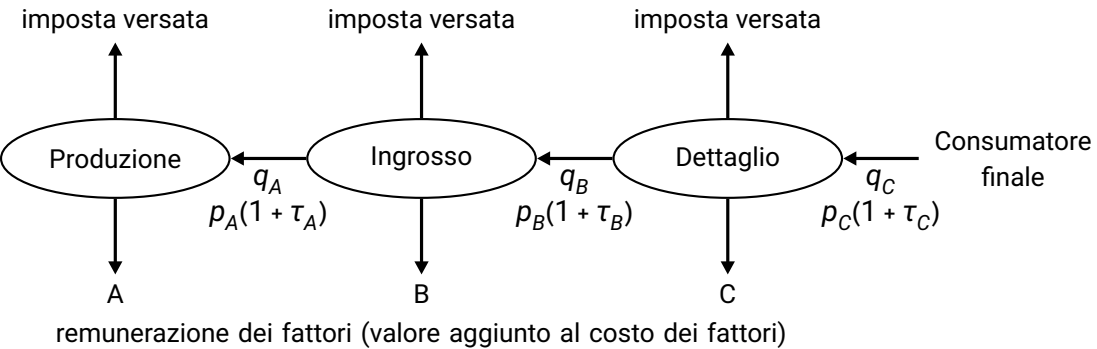 imposta versata imposta versata imposta versata
Produzione Ingrosso Dettaglio Consumatore finale
q_A q_B q_C
p_A(1 + τ_A) p_B(1 + τ_B) p_C(1 + τ_C)
A B C
remunerazione dei fattori (valore aggiunto al costo dei fattori)